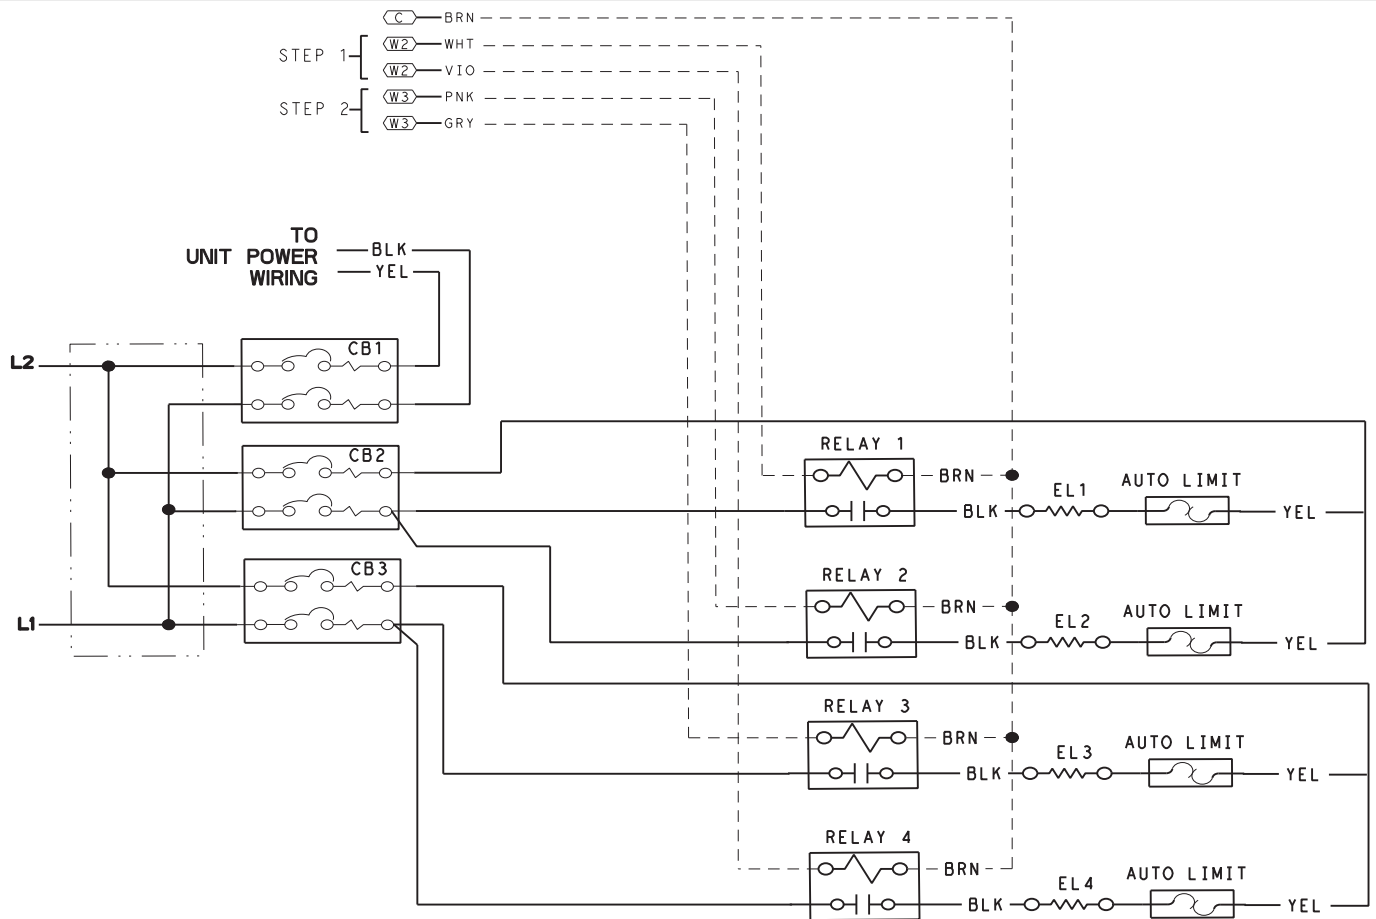 C BRN
STEP 1
W2 WHT
W2 VIO
STEP 2
W3 PNK
W3 GRY
TO
UNIT POWER
WIRING
BLK
YEL
L2
CB1
CB2
CB3
L1
RELAY 1
BRN
BLK
EL1
AUTO LIMIT
YEL
RELAY 2
BRN
BLK
EL2
AUTO LIMIT
YEL
RELAY 3
BRN
BLK
EL3
AUTO LIMIT
YEL
RELAY 4
BRN
BLK
EL4
AUTO LIMIT
YEL